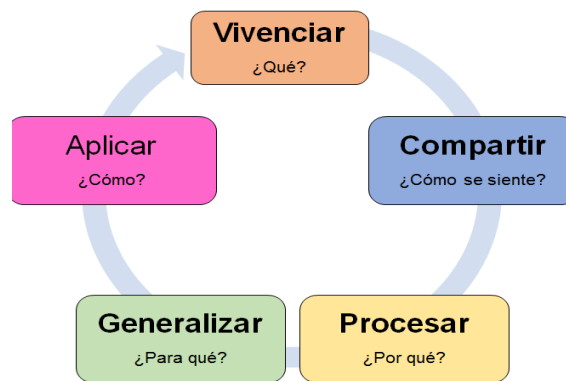 Vivenciar
¿Qué?
Compartir
¿Cómo se siente?
Procesar
¿Por qué?
Generalizar
¿Para qué?
Aplicar
¿Cómo?